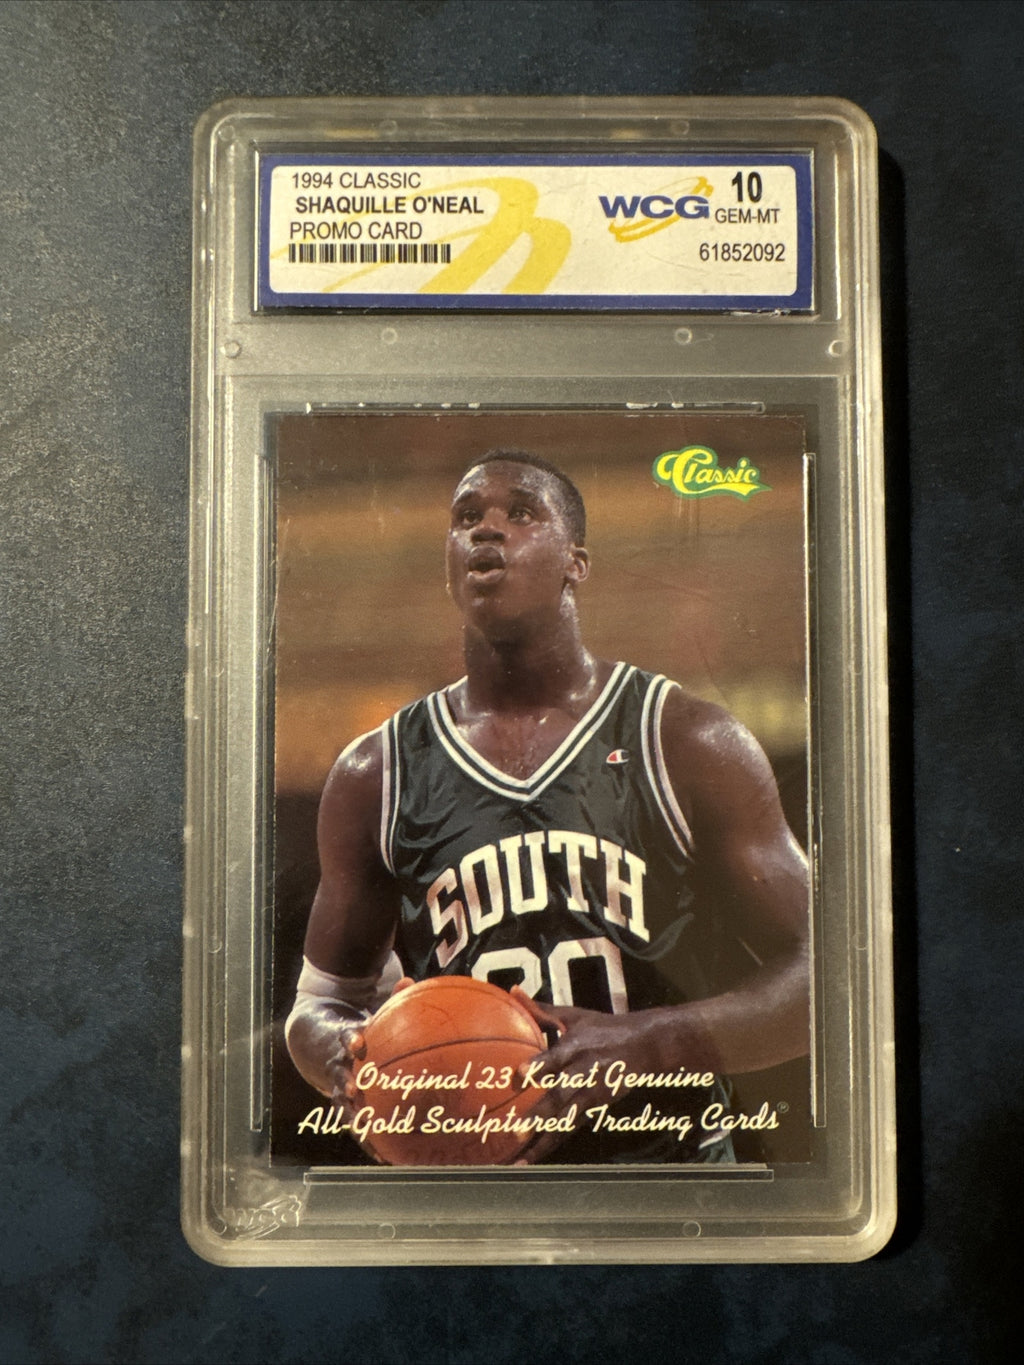 1994 CLASSIC
SHAQUILLE O'NEAL
PROMO CARD
WCG
10
GEM-MT
61852092
Classic
SOUTH
Original 23 Karat Genuine
All-Gold Sculptured Trading Cards®